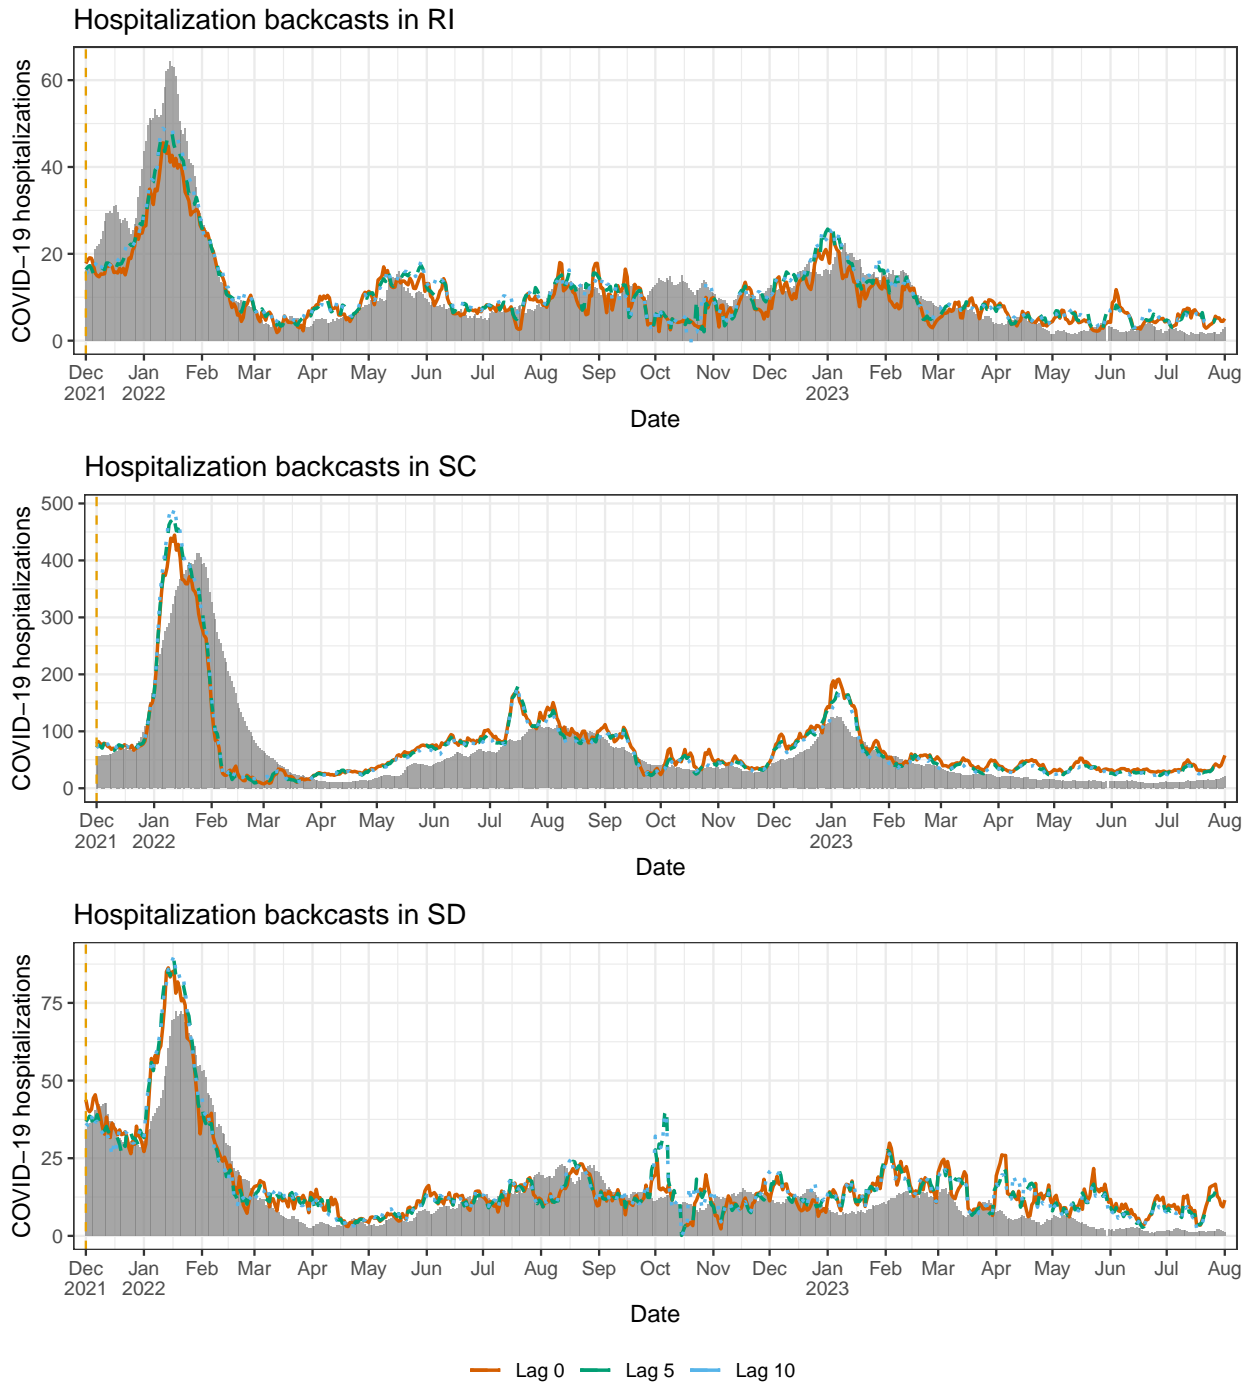 Hospitalization backcasts in RI
COVID−19 hospitalizations
60
40
20
0
Dec Jan Feb Mar Apr May Jun Jul Aug Sep Oct Nov Dec Jan Feb Mar Apr May Jun Jul Aug
2021 2022 2023
Date
Hospitalization backcasts in SC
COVID−19 hospitalizations
500
400
300
200
100
0
Dec Jan Feb Mar Apr May Jun Jul Aug Sep Oct Nov Dec Jan Feb Mar Apr May Jun Jul Aug
2021 2022 2023
Date
Hospitalization backcasts in SD
COVID−19 hospitalizations
75
50
25
0
Dec Jan Feb Mar Apr May Jun Jul Aug Sep Oct Nov Dec Jan Feb Mar Apr May Jun Jul Aug
2021 2022 2023
Date
Lag 0 Lag 5 Lag 10